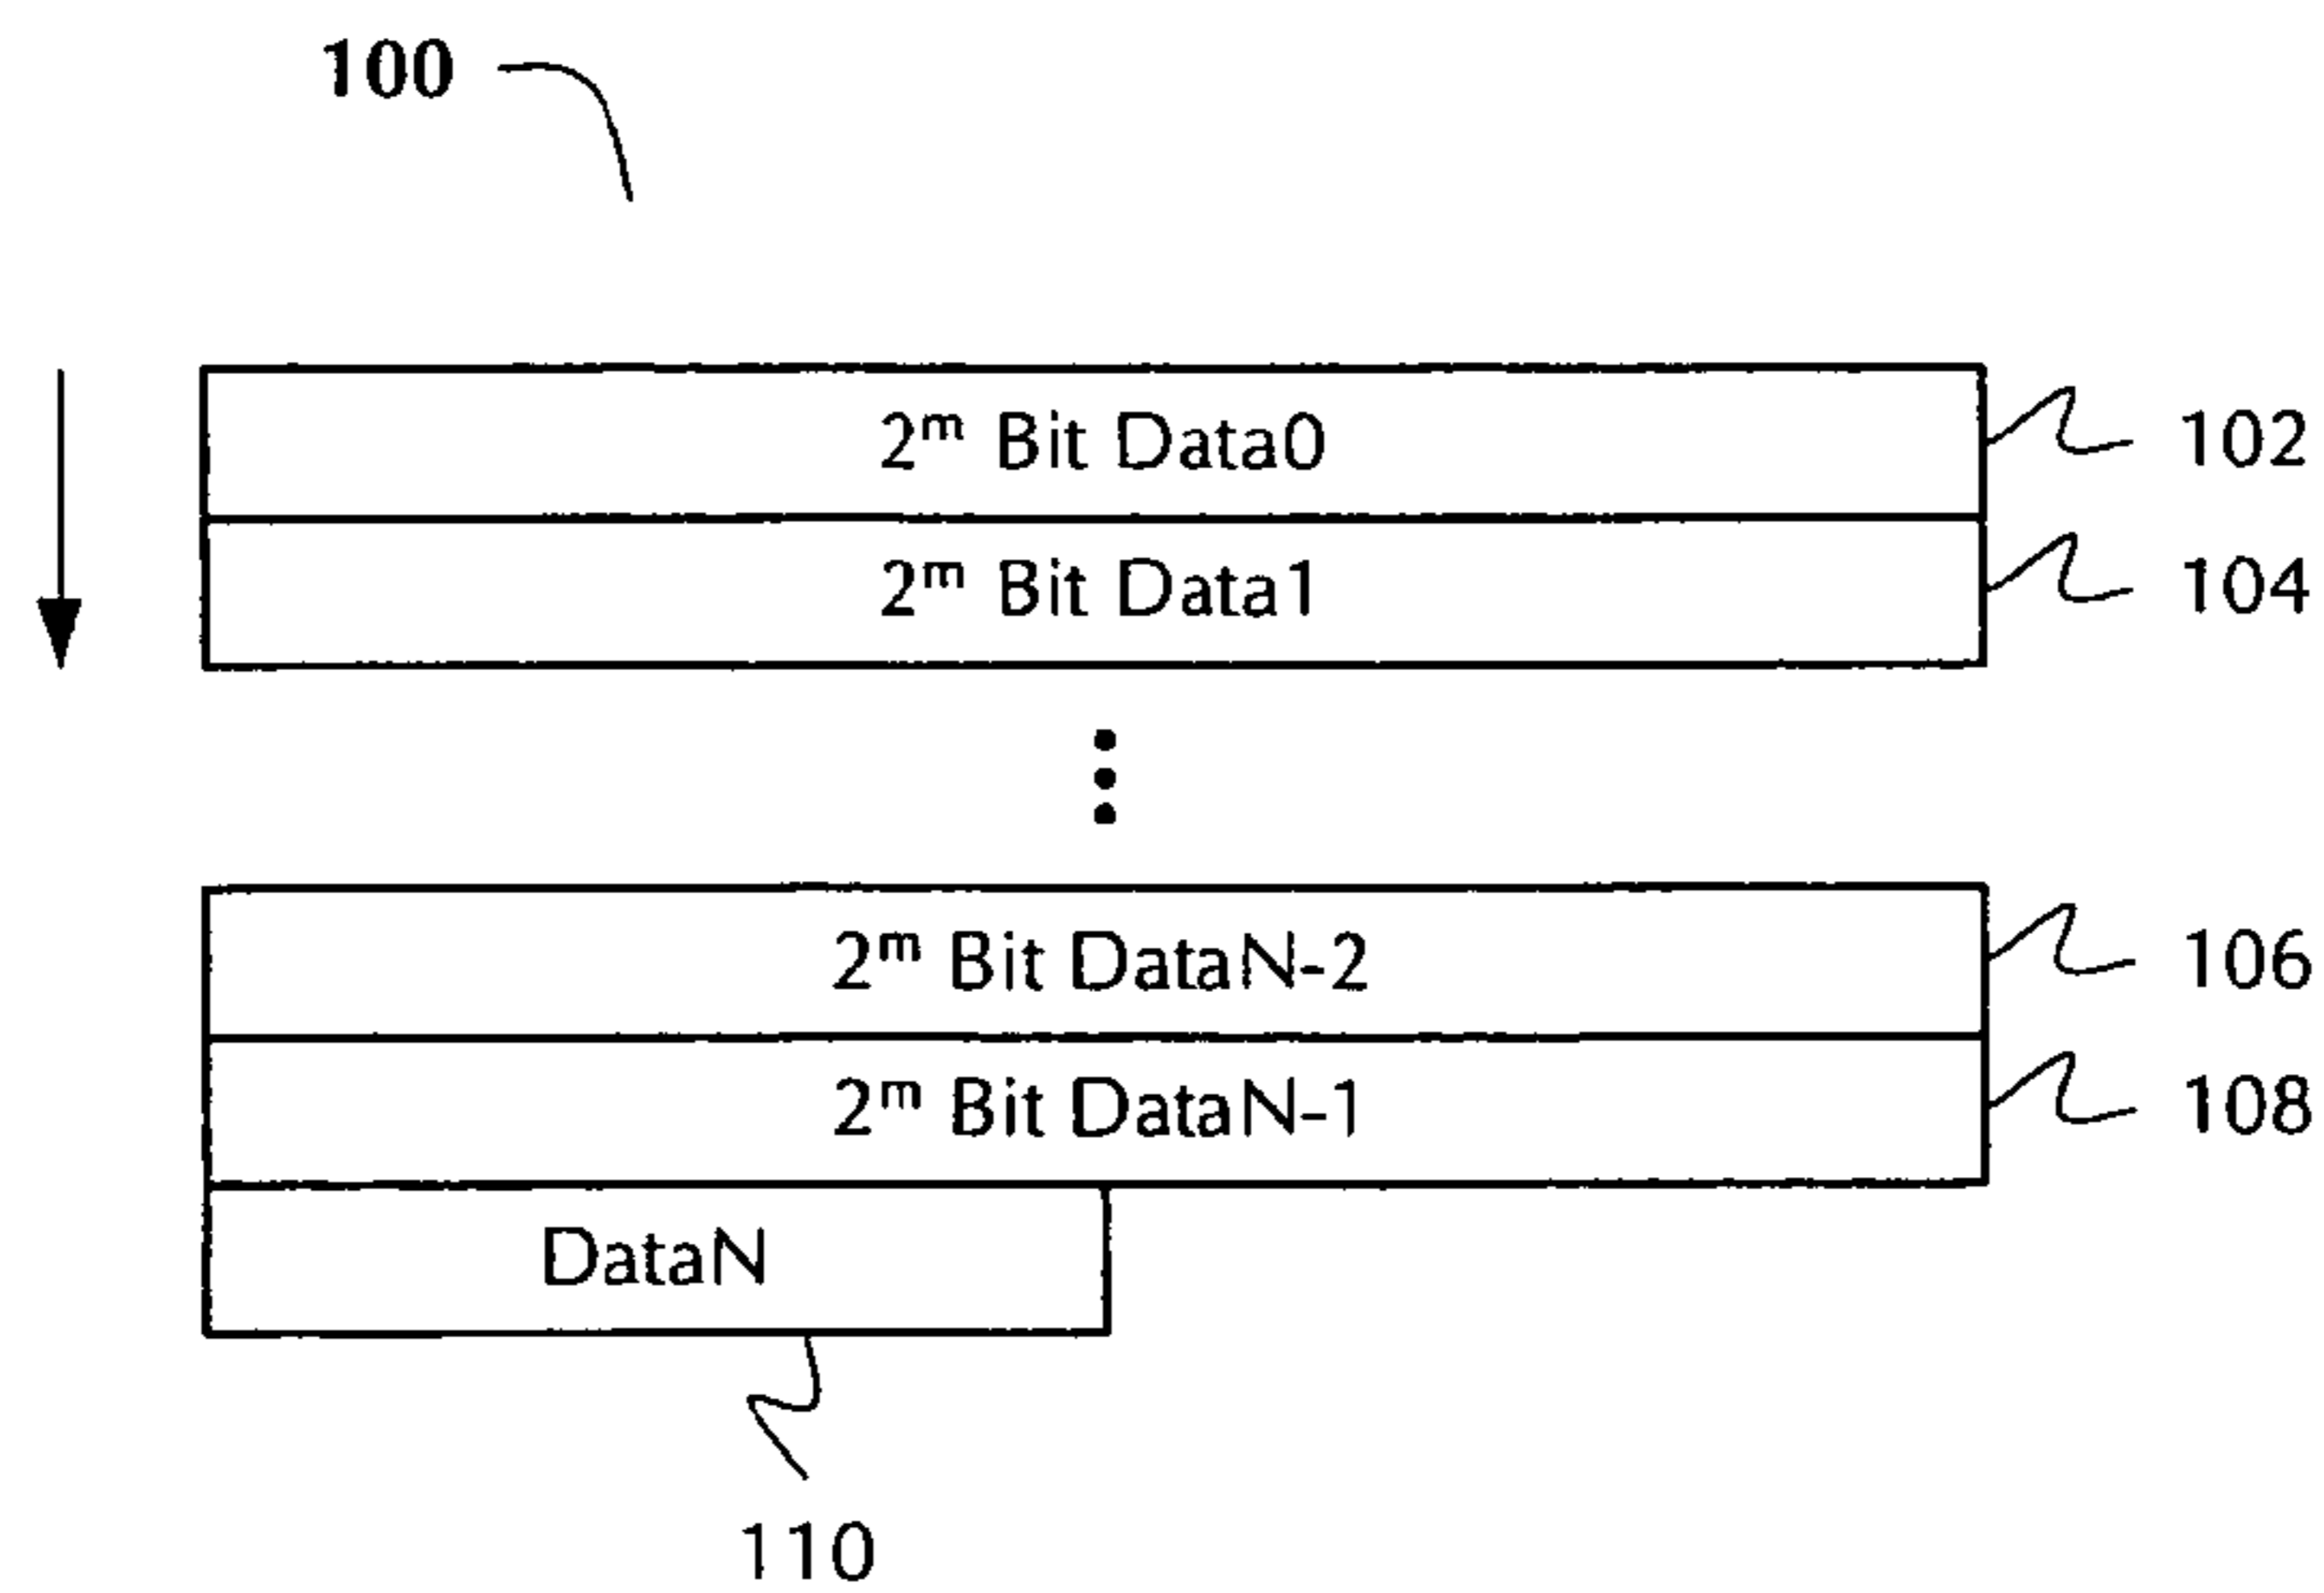 100
2ᵐ Bit Data0 102
2ᵐ Bit Data1 104
2ᵐ Bit DataN-2 106
2ᵐ Bit DataN-1 108
DataN
110